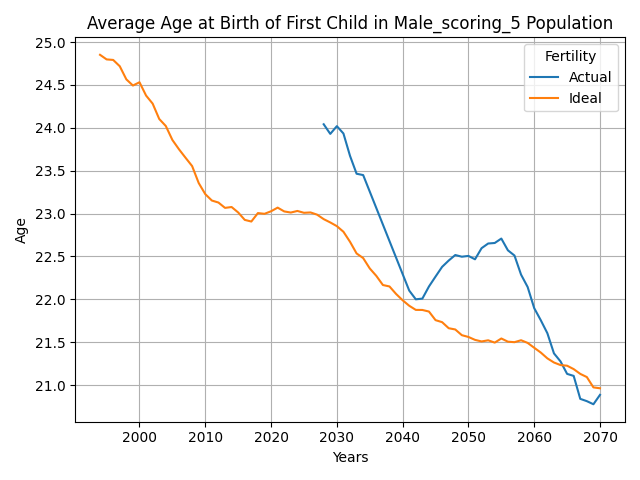 Average Age at Birth of First Child in Male_scoring_5 Population
Fertility
Actual
Ideal
Age
25.0
24.5
24.0
23.5
23.0
22.5
22.0
21.5
21.0
2000
2010
2020
2030
2040
2050
2060
2070
Years